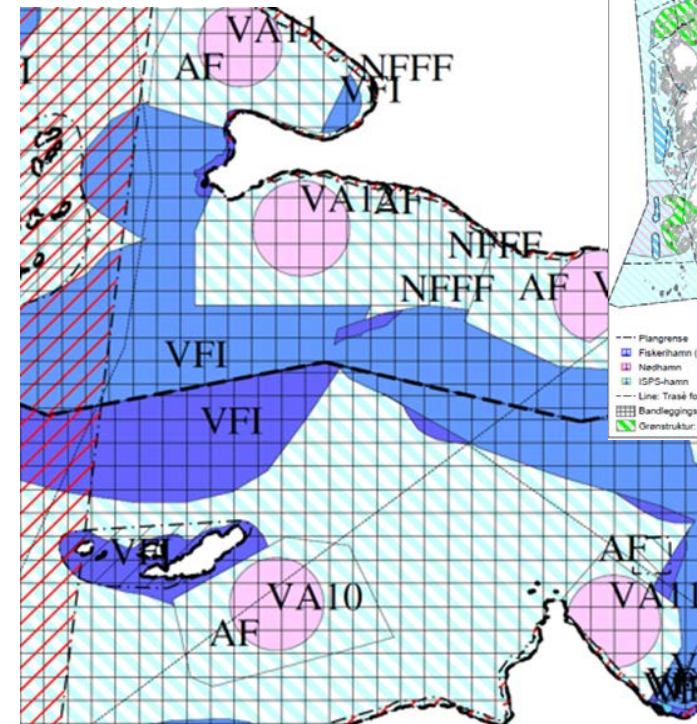 VA11
NFFF
AF
VFI
VA12
AF
NFFF
NFFF
AF
V
VFI
VFI
VFI
AF
VA10
VA11
AF
Plangrense
Fiskerihamn (
Nødhamn
ISPS-hamn
Line: Trasé fo
Bandleggings
Grønstruktur: